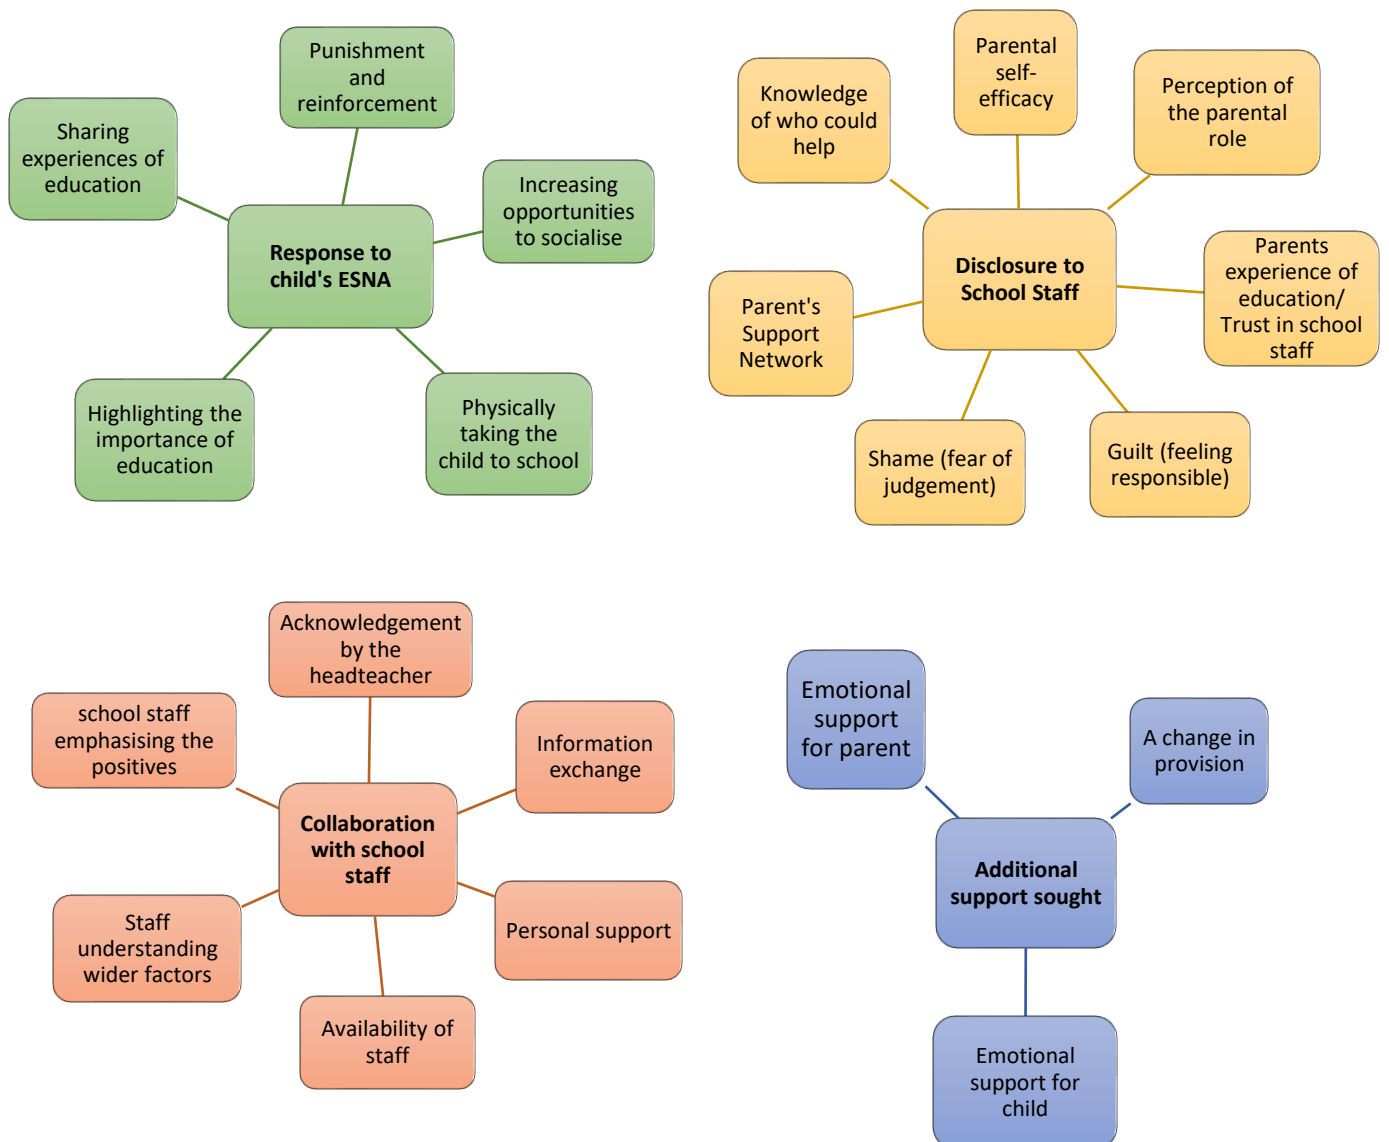 Punishment
and
reinforcement
Sharing
experiences of
education
Increasing
opportunities
to socialise
Response to
child's ESNA
Highlighting the
importance of
education
Physically
taking the
child to school
Parental
self-
efficacy
Knowledge
of who could
help
Perception of
the parental
role
Disclosure to
School Staff
Parents
experience of
education/
Trust in school
staff
Parent's
Support
Network
Shame (fear of
judgement)
Guilt (feeling
responsible)
Acknowledgement
by the
headteacher
school staff
emphasising the
positives
Information
exchange
Collaboration
with school
staff
Staff
understanding
wider factors
Personal support
Availability of
staff
Emotional
support
for parent
A change in
provision
Additional
support sought
Emotional
support for
child